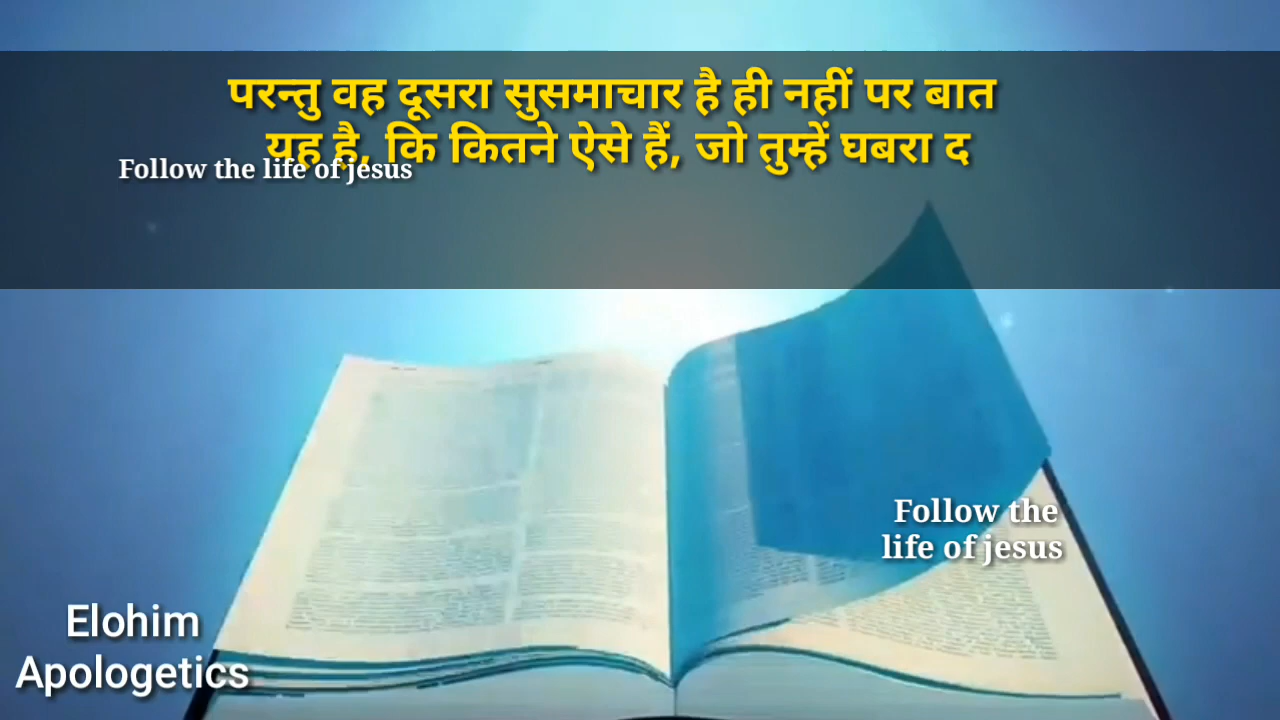 परन्तु वह दूसरा सुसमाचार है ही नहीं पर बात
यह है, कि कितने ऐसे हैं, जो तुम्हें घबरा द
Follow the life of jesus
Follow the
life of jesus
Elohim
Apologetics